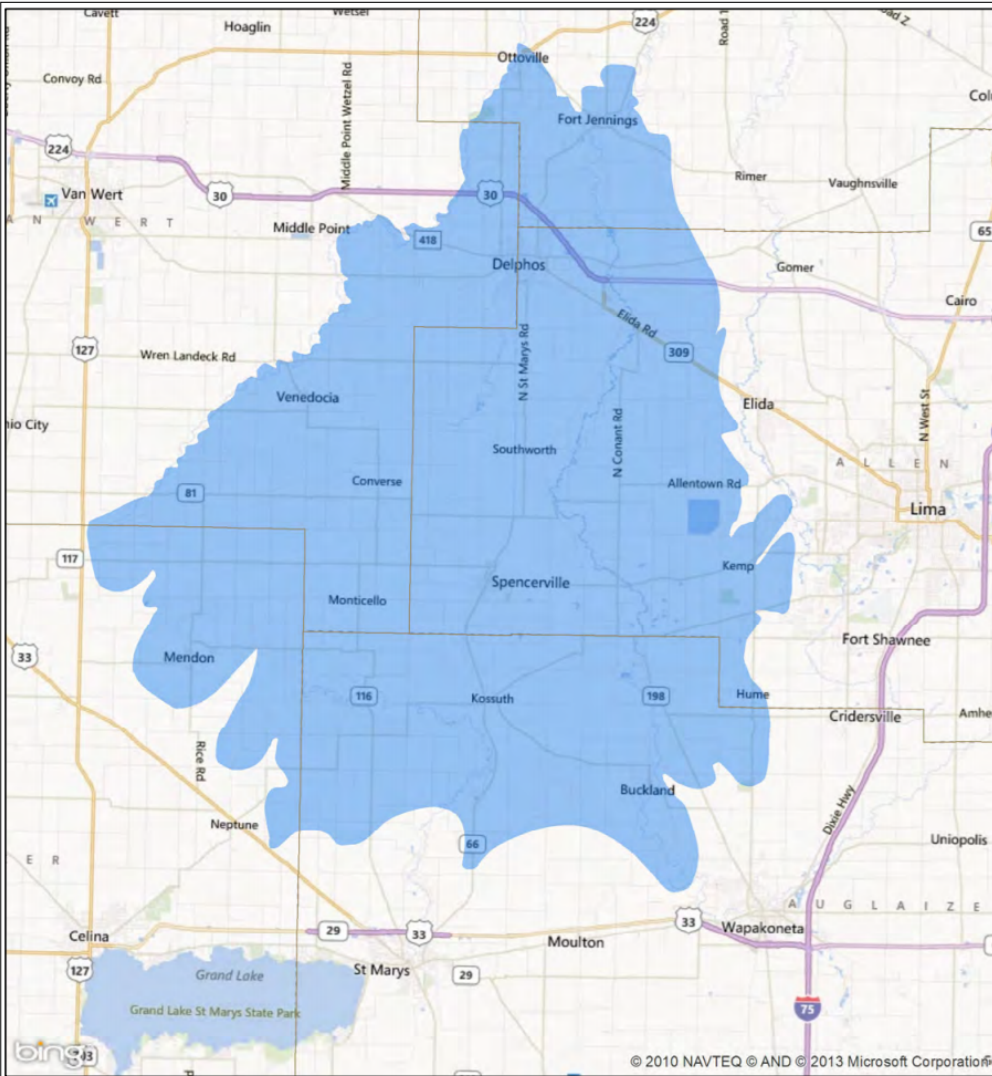 Cavett
Wetsel
Hoaglin
224
Road 1
Road Z
Ottoville
Convoy Rd
Middle Point Wetzel Rd
Fort Jennings
224
Rimer
Vaughnsville
Van Wert
30
30
A N W E R T
Middle Point
418
65
Delphos
Gomer
Cairo
Elida Rd
127
Wren Landeck Rd
N St Marys Rd
309
Venedocia
Elida
N West St
nio City
N Conant Rd
Southworth
A L L E N
Converse
Allentown Rd
81
Lima
117
Kemp
Spencerville
Monticello
Fort Shawnee
33
Mendon
116
Kossuth
198
Hume
Cridersville
Amhe
Rice Rd
Buckland
Dixie Hwy
Neptune
66
Uniopolis
E R
A U G L A I Z E
Celina
29
33
33
Wapakoneta
Moulton
127
Grand Lake
St Marys
29
Grand Lake St Marys State Park
75
bing
© 2010 NAVTEQ © AND © 2013 Microsoft Corporation